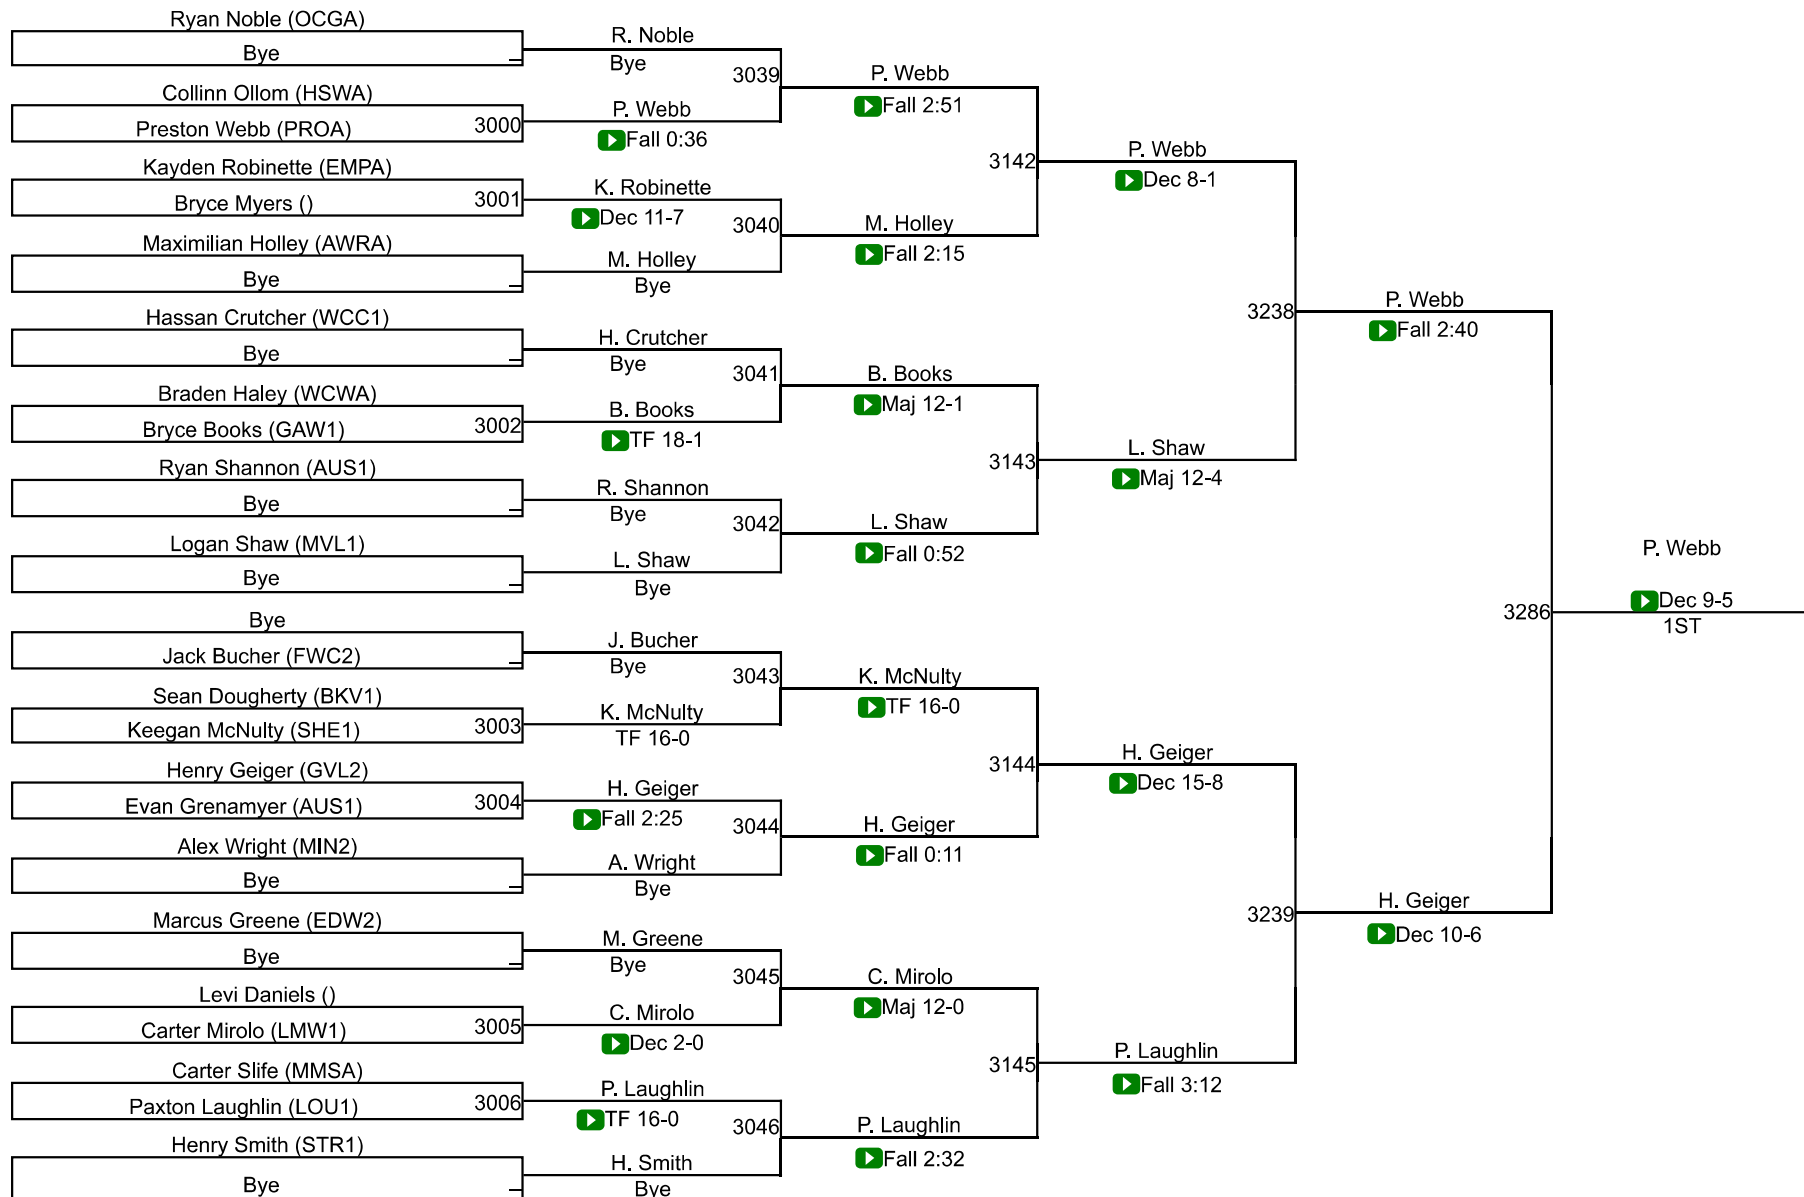 Ryan Noble (OCGA)
Bye
Collinn Ollom (HSWA)
Preston Webb (PROA) 3000
Kayden Robinette (EMPA)
Bryce Myers () 3001
Maximilian Holley (AWRA)
Bye
Hassan Crutcher (WCC1)
Bye
Braden Haley (WCWA)
Bryce Books (GAW1) 3002
Ryan Shannon (AUS1)
Bye
Logan Shaw (MVL1)
Bye
Bye
Jack Bucher (FWC2)
Sean Dougherty (BKV1)
Keegan McNulty (SHE1) 3003
Henry Geiger (GVL2)
Evan Grenamyer (AUS1) 3004
Alex Wright (MIN2)
Bye
Marcus Greene (EDW2)
Bye
Levi Daniels ()
Carter Mirolo (LMW1) 3005
Carter Slife (MMSA)
Paxton Laughlin (LOU1) 3006
Henry Smith (STR1)
Bye
R. Noble
Bye
3039
P. Webb
Fall 0:36
K. Robinette
Dec 11-7
3040
M. Holley
Bye
H. Crutcher
Bye
3041
B. Books
TF 18-1
R. Shannon
Bye
3042
L. Shaw
Bye
J. Bucher
Bye
3043
K. McNulty
TF 16-0
H. Geiger
Fall 2:25
3044
A. Wright
Bye
M. Greene
Bye
3045
C. Mirolo
Dec 2-0
P. Laughlin
TF 16-0
3046
H. Smith
Bye
P. Webb
Fall 2:51
3142
M. Holley
Fall 2:15
B. Books
Maj 12-1
3143
L. Shaw
Fall 0:52
K. McNulty
TF 16-0
3144
H. Geiger
Fall 0:11
C. Mirolo
Maj 12-0
3145
P. Laughlin
Fall 2:32
P. Webb
Dec 8-1
3238
L. Shaw
Maj 12-4
H. Geiger
Dec 15-8
3239
P. Laughlin
Fall 3:12
P. Webb
Fall 2:40
3286
H. Geiger
Dec 10-6
P. Webb
Dec 9-5
1ST